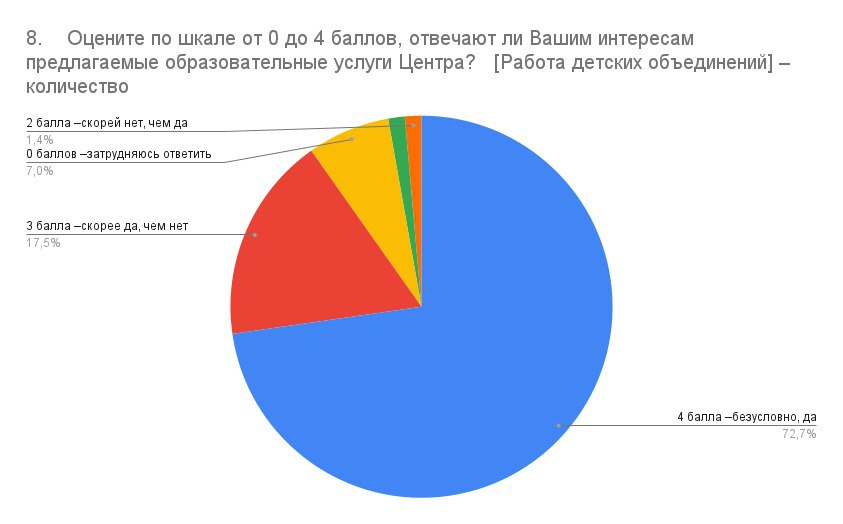 8. Оцените по шкале от 0 до 4 баллов, отвечают ли Вашим интересам
предлагаемые образовательные услуги Центра? [Работа детских объединений] –
количество
2 балла –скорей нет, чем да
1,4%
0 баллов –затрудняюсь ответить
7,0%
3 балла –скорее да, чем нет
17,5%
4 балла –безусловно, да
72,7%